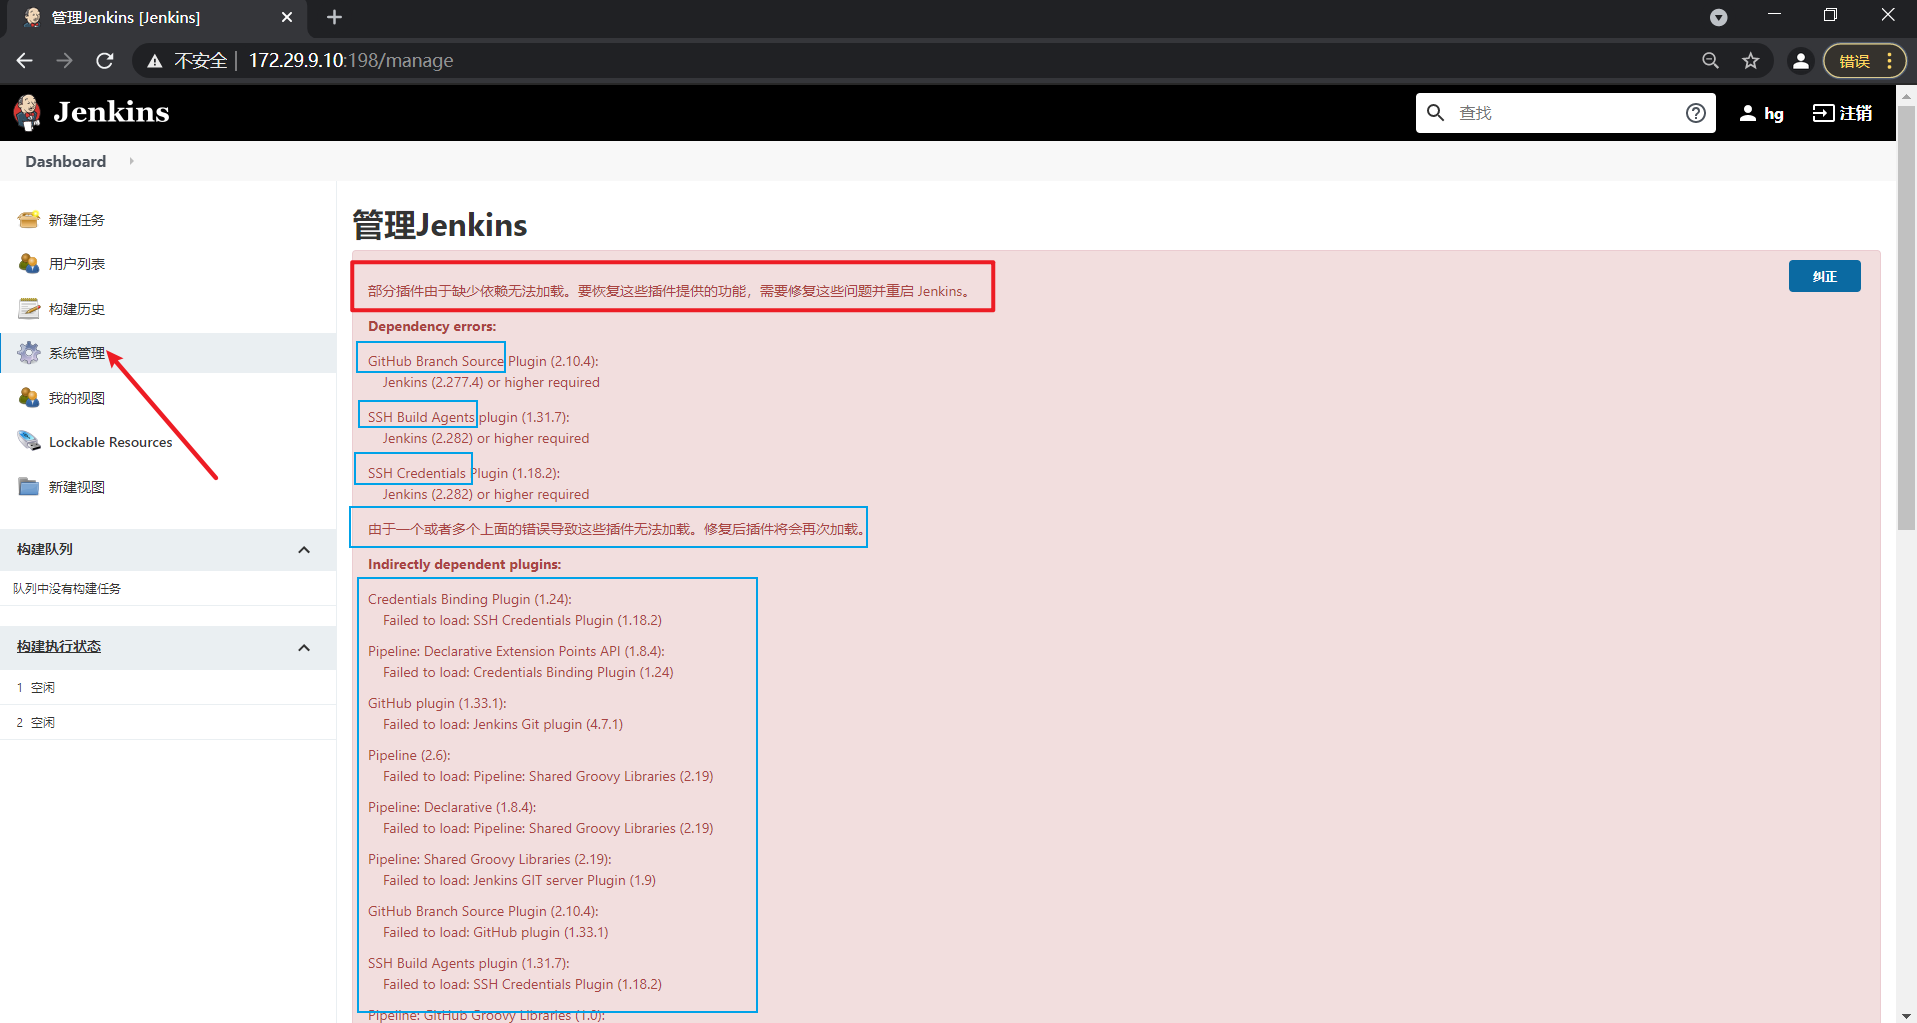 管理Jenkins [Jenkins]
不安全 | 172.29.9.10:198/manage
错误
Jenkins
查找
hg
注销
Dashboard
新建任务
用户列表
构建历史
系统管理
我的视图
Lockable Resources
新建视图
构建队列
队列中没有构建任务
构建执行状态
1 空闲
2 空闲
管理Jenkins
部分插件由于缺少依赖无法加载。要恢复这些插件提供的功能，需要修复这些问题并重启 Jenkins。
纠正
Dependency errors:
GitHub Branch Source Plugin (2.10.4):
Jenkins (2.277.4) or higher required
SSH Build Agents plugin (1.31.7):
Jenkins (2.282) or higher required
SSH Credentials Plugin (1.18.2):
Jenkins (2.282) or higher required
由于一个或者多个上面的错误导致这些插件无法加载。修复后插件将会再次加载。
Indirectly dependent plugins:
Credentials Binding Plugin (1.24):
Failed to load: SSH Credentials Plugin (1.18.2)
Pipeline: Declarative Extension Points API (1.8.4):
Failed to load: Credentials Binding Plugin (1.24)
GitHub plugin (1.33.1):
Failed to load: Jenkins Git plugin (4.7.1)
Pipeline (2.6):
Failed to load: Pipeline: Shared Groovy Libraries (2.19)
Pipeline: Declarative (1.8.4):
Failed to load: Pipeline: Shared Groovy Libraries (2.19)
Pipeline: Shared Groovy Libraries (2.19):
Failed to load: Jenkins GIT server Plugin (1.9)
GitHub Branch Source Plugin (2.10.4):
Failed to load: GitHub plugin (1.33.1)
SSH Build Agents plugin (1.31.7):
Failed to load: SSH Credentials Plugin (1.18.2)
Pipeline: GitHub Groovy Libraries (1.0):